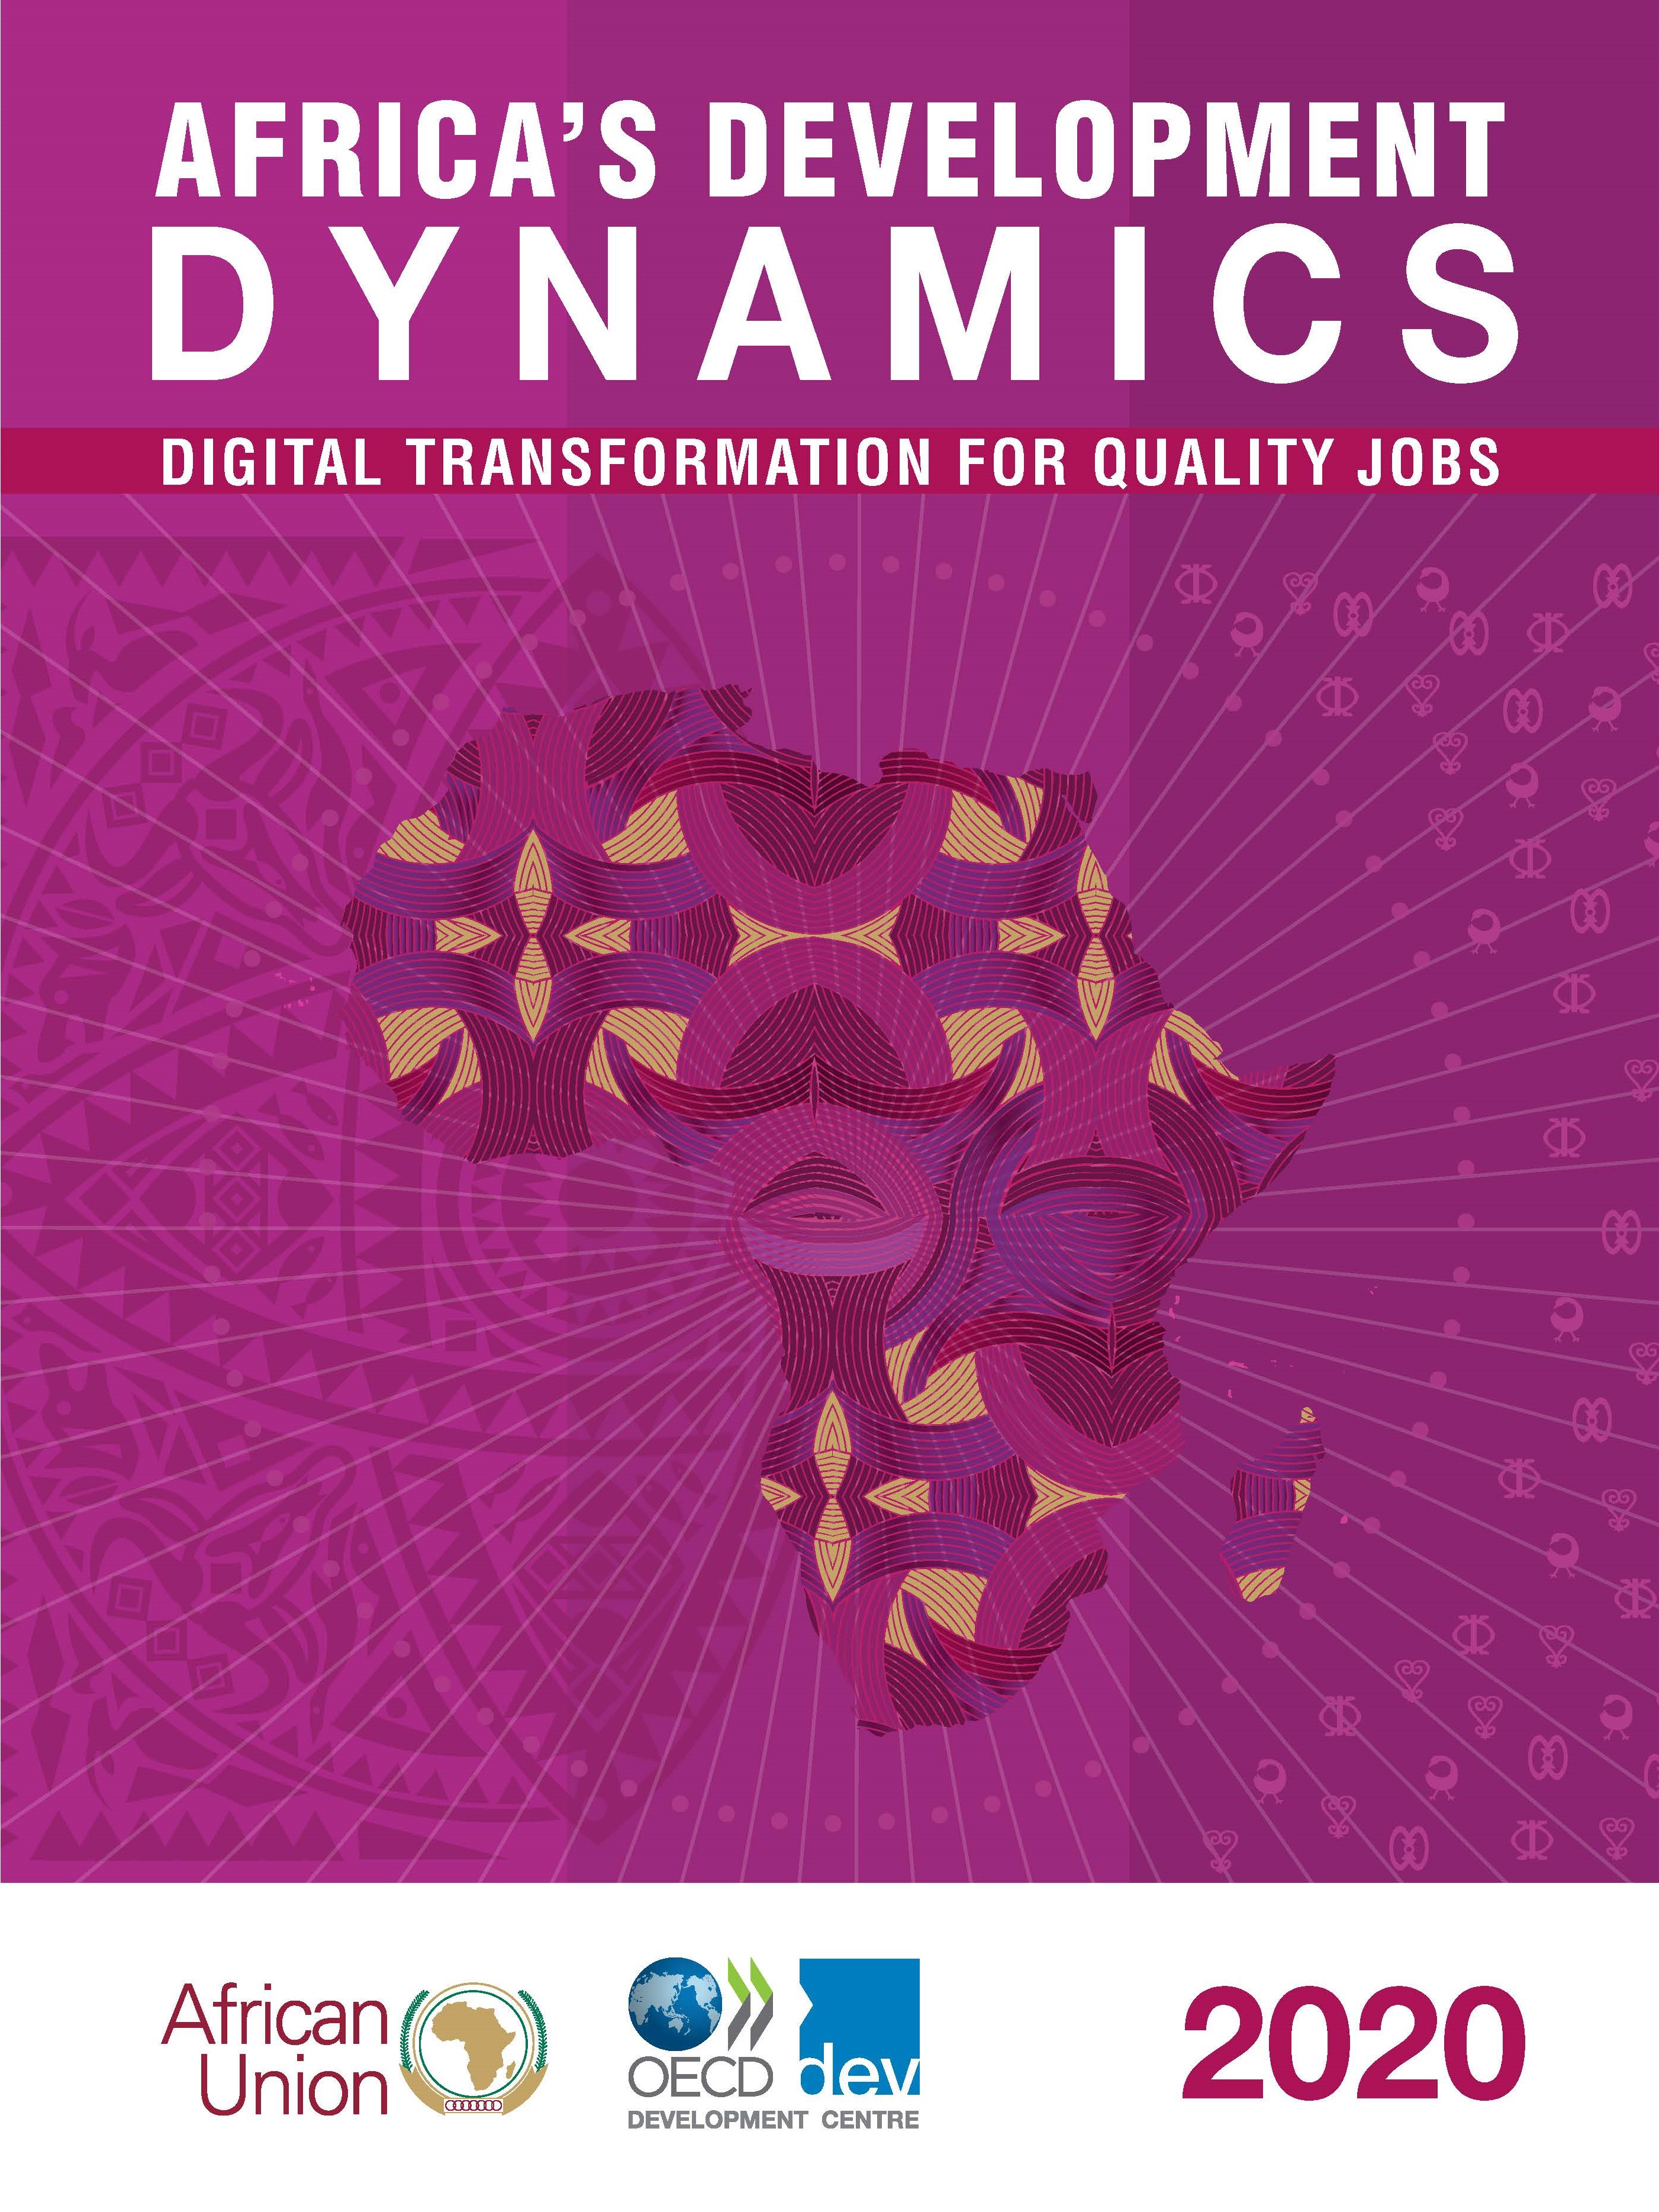 AFRICA'S DEVELOPMENT
DYNAMICS
DIGITAL TRANSFORMATION FOR QUALITY JOBS
African
Union
OECD
dev
DEVELOPMENT CENTRE
2020